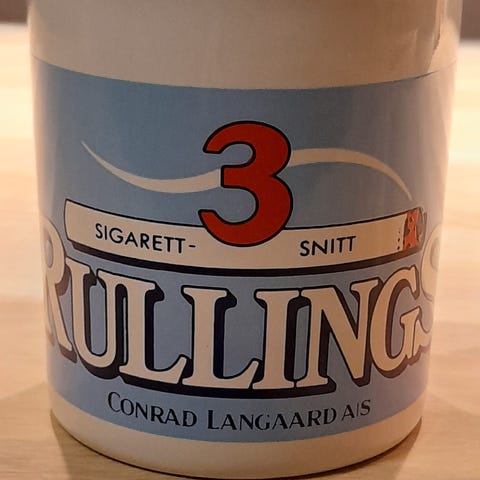 3
SIGARETT- SNITT
RULLINGS
CONRAD LANGAARD A/S